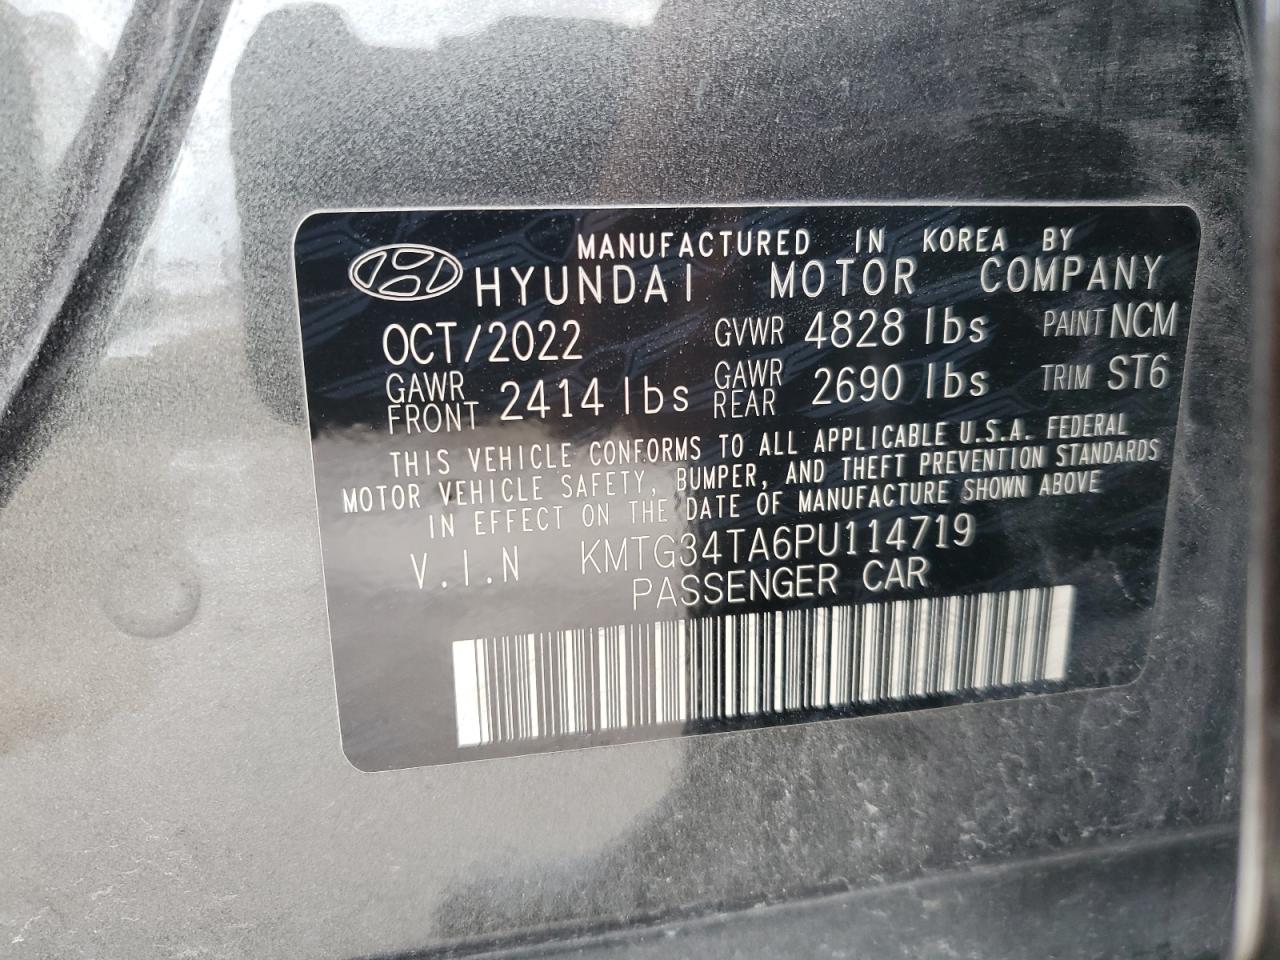 MANUFACTURED IN KOREA BY
HYUNDAI MOTOR COMPANY
OCT/2022 GVWR 4828 lbs PAINT NCM
GAWR FRONT 2414 lbs GAWR REAR 2690 lbs TRIM ST6
THIS VEHICLE CONFORMS TO ALL APPLICABLE U.S.A. FEDERAL
MOTOR VEHICLE SAFETY, BUMPER, AND THEFT PREVENTION STANDARDS
IN EFFECT ON THE DATE OF MANUFACTURE SHOWN ABOVE
V.I.N KMTG34TA6PU114719
PASSENGER CAR